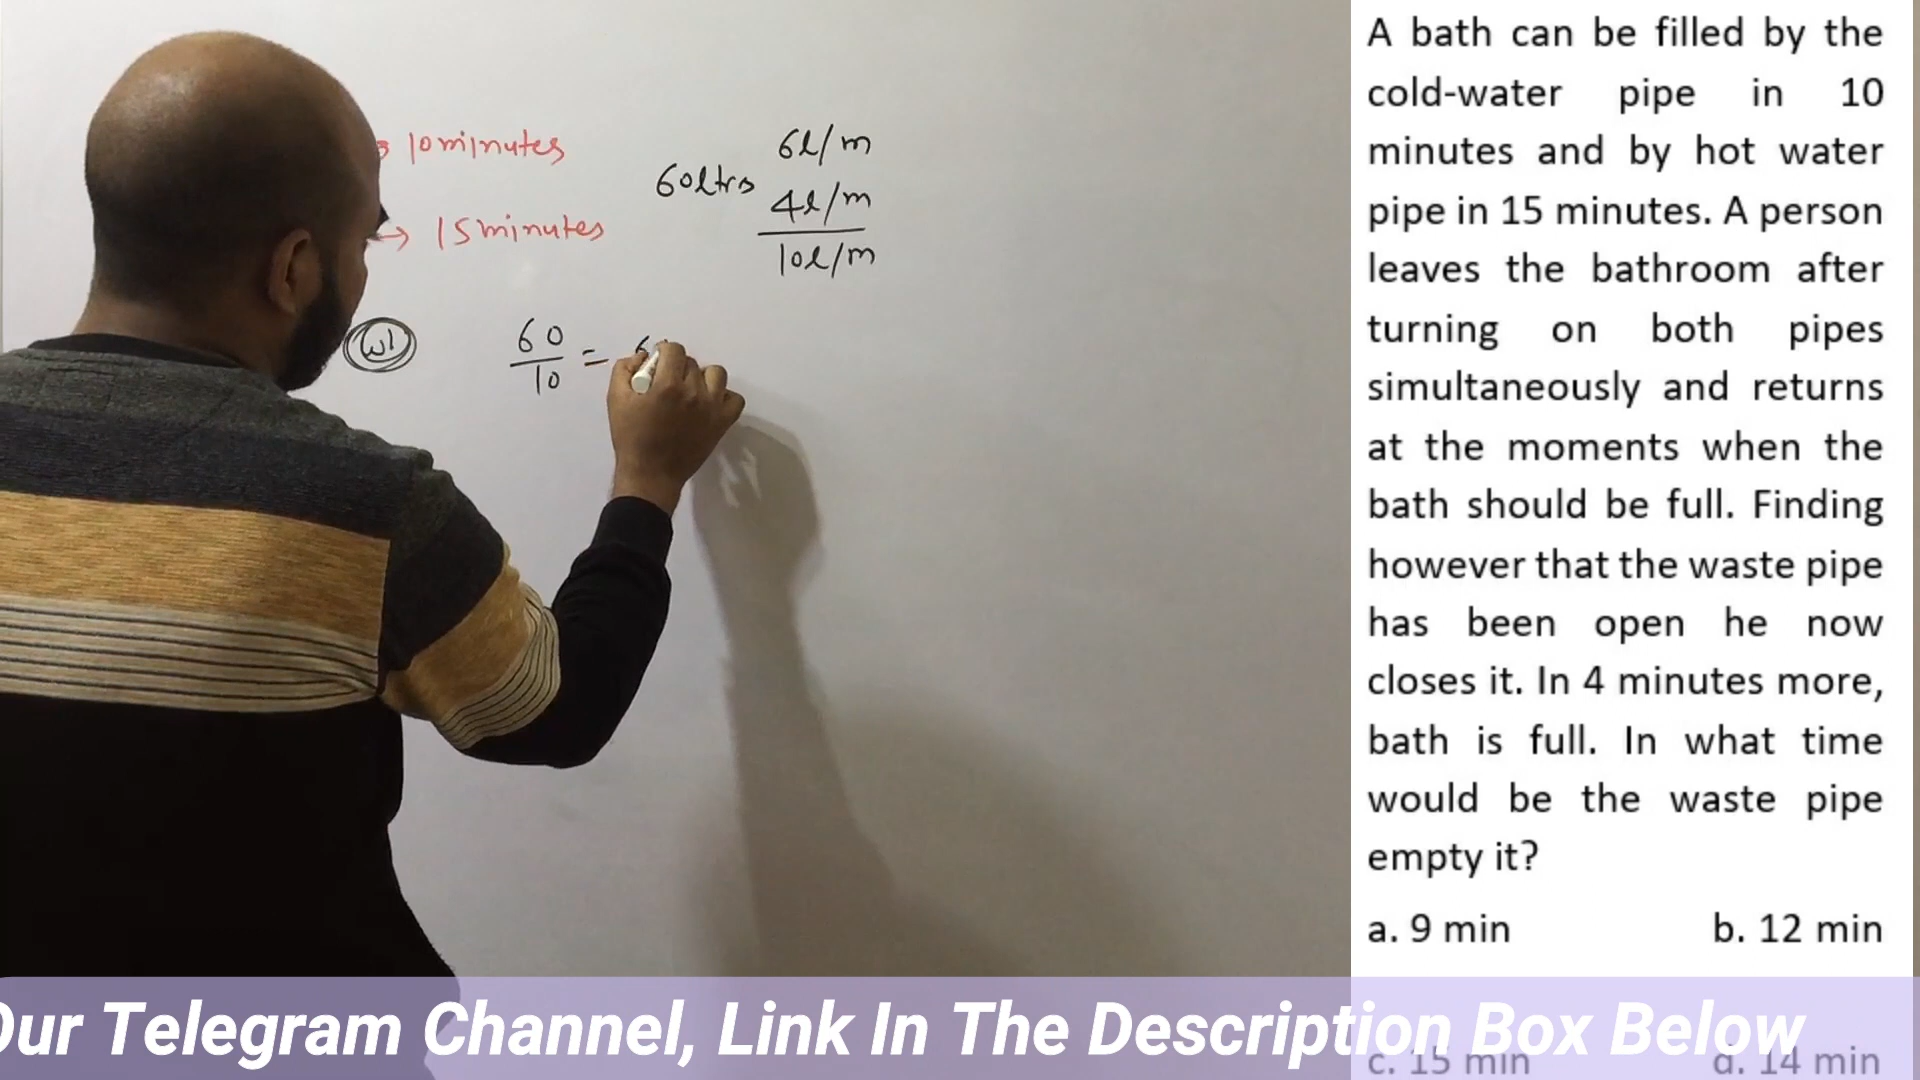 10 minutes
→ 15 minutes
60ltrs
6l/m
4l/m
10l/m
60
10
=
A bath can be filled by the
cold-water pipe in 10
minutes and by hot water
pipe in 15 minutes. A person
leaves the bathroom after
turning on both pipes
simultaneously and returns
at the moments when the
bath should be full. Finding
however that the waste pipe
has been open he now
closes it. In 4 minutes more,
bath is full. In what time
would be the waste pipe
empty it?
a. 9 min b. 12 min
c. 15 min d. 14 min
Our Telegram Channel, Link In The Description Box Below